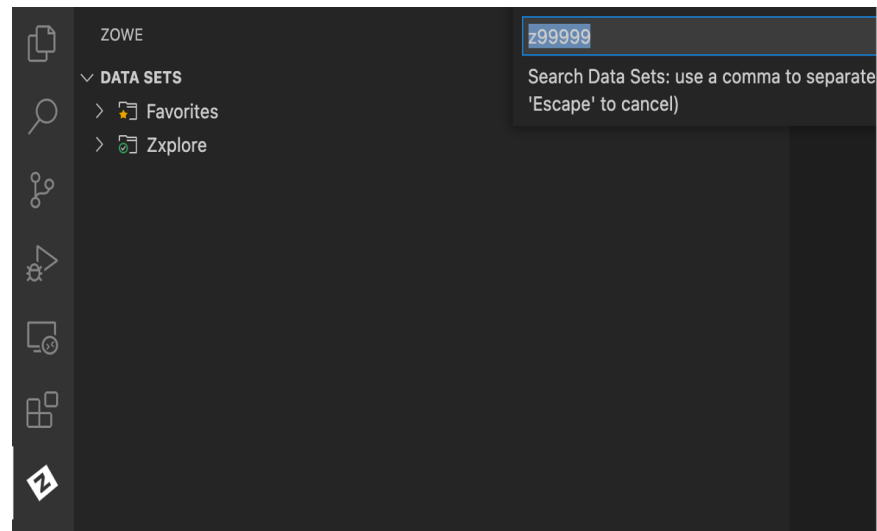 ZOWE
DATA SETS
Favorites
Zxplore
z99999
Search Data Sets: use a comma to separate
'Escape' to cancel)